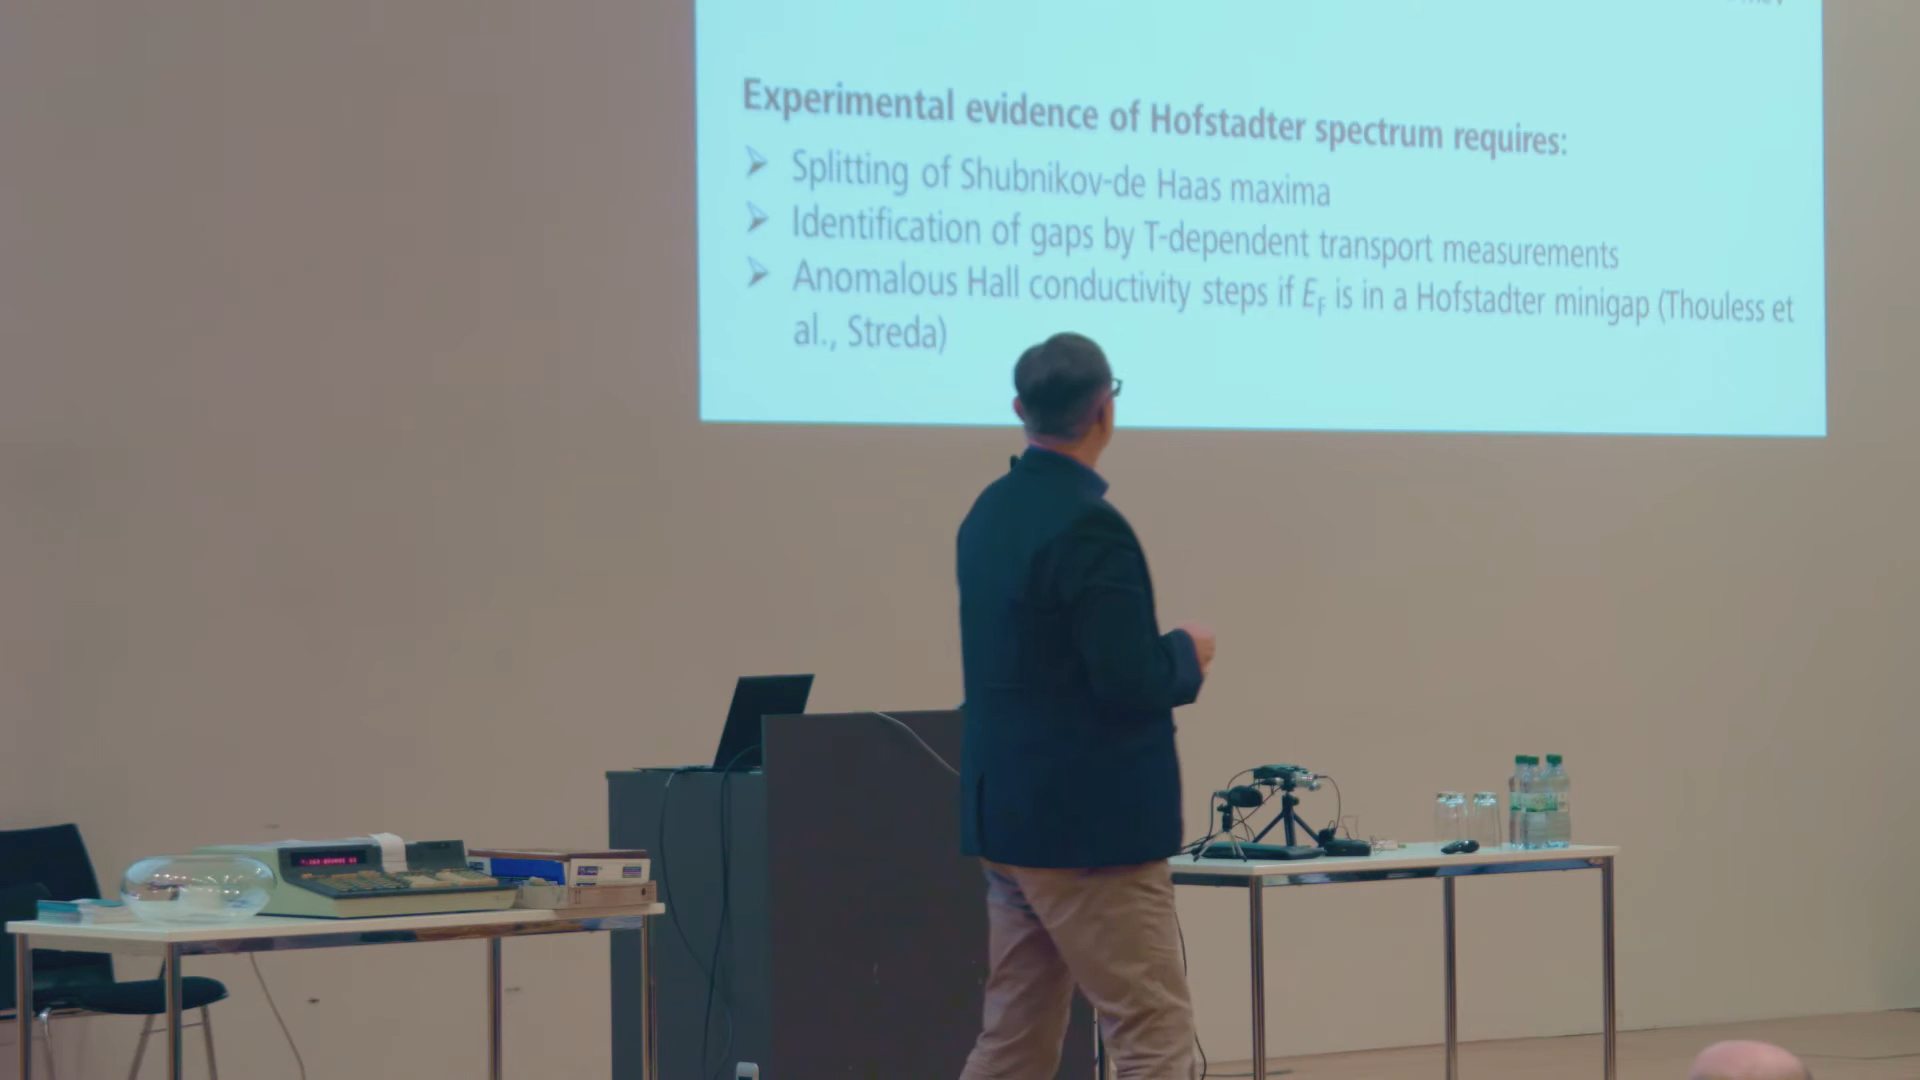 Experimental evidence of Hofstadter spectrum requires:
Splitting of Shubnikov-de Haas maxima
Identification of gaps by T-dependent transport measurements
Anomalous Hall conductivity steps if EF is in a Hofstadter minigap (Thouless et
al., Streda)